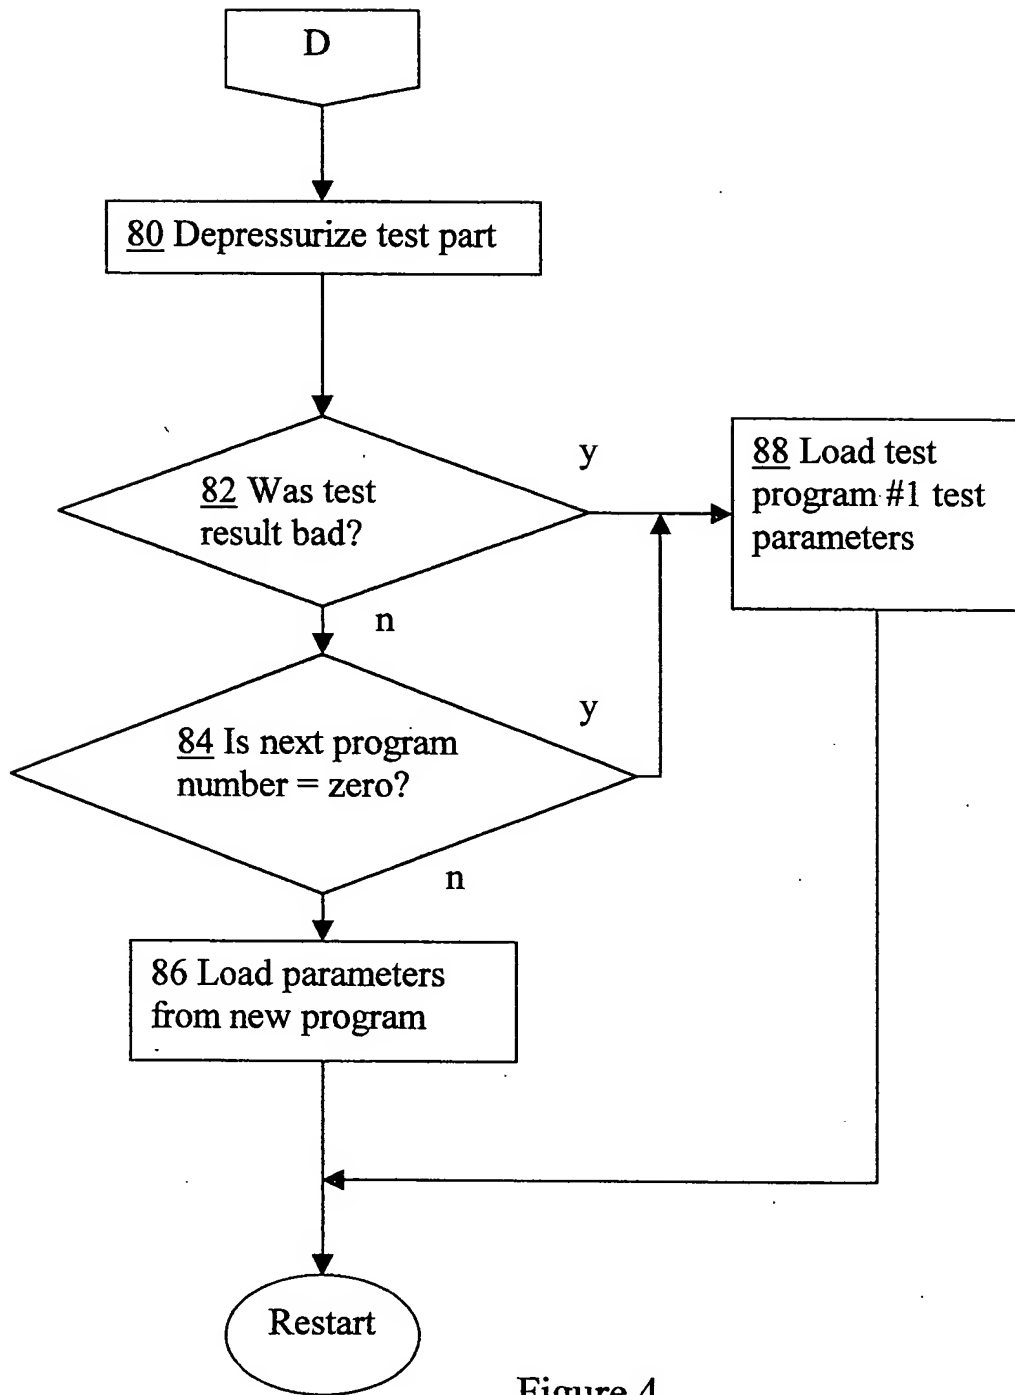 D
80 Depressurize test part
y
82 Was test
result bad?
88 Load test
program #1 test
parameters
n
y
84 Is next program
number = zero?
n
86 Load parameters
from new program
Restart
Figure 4